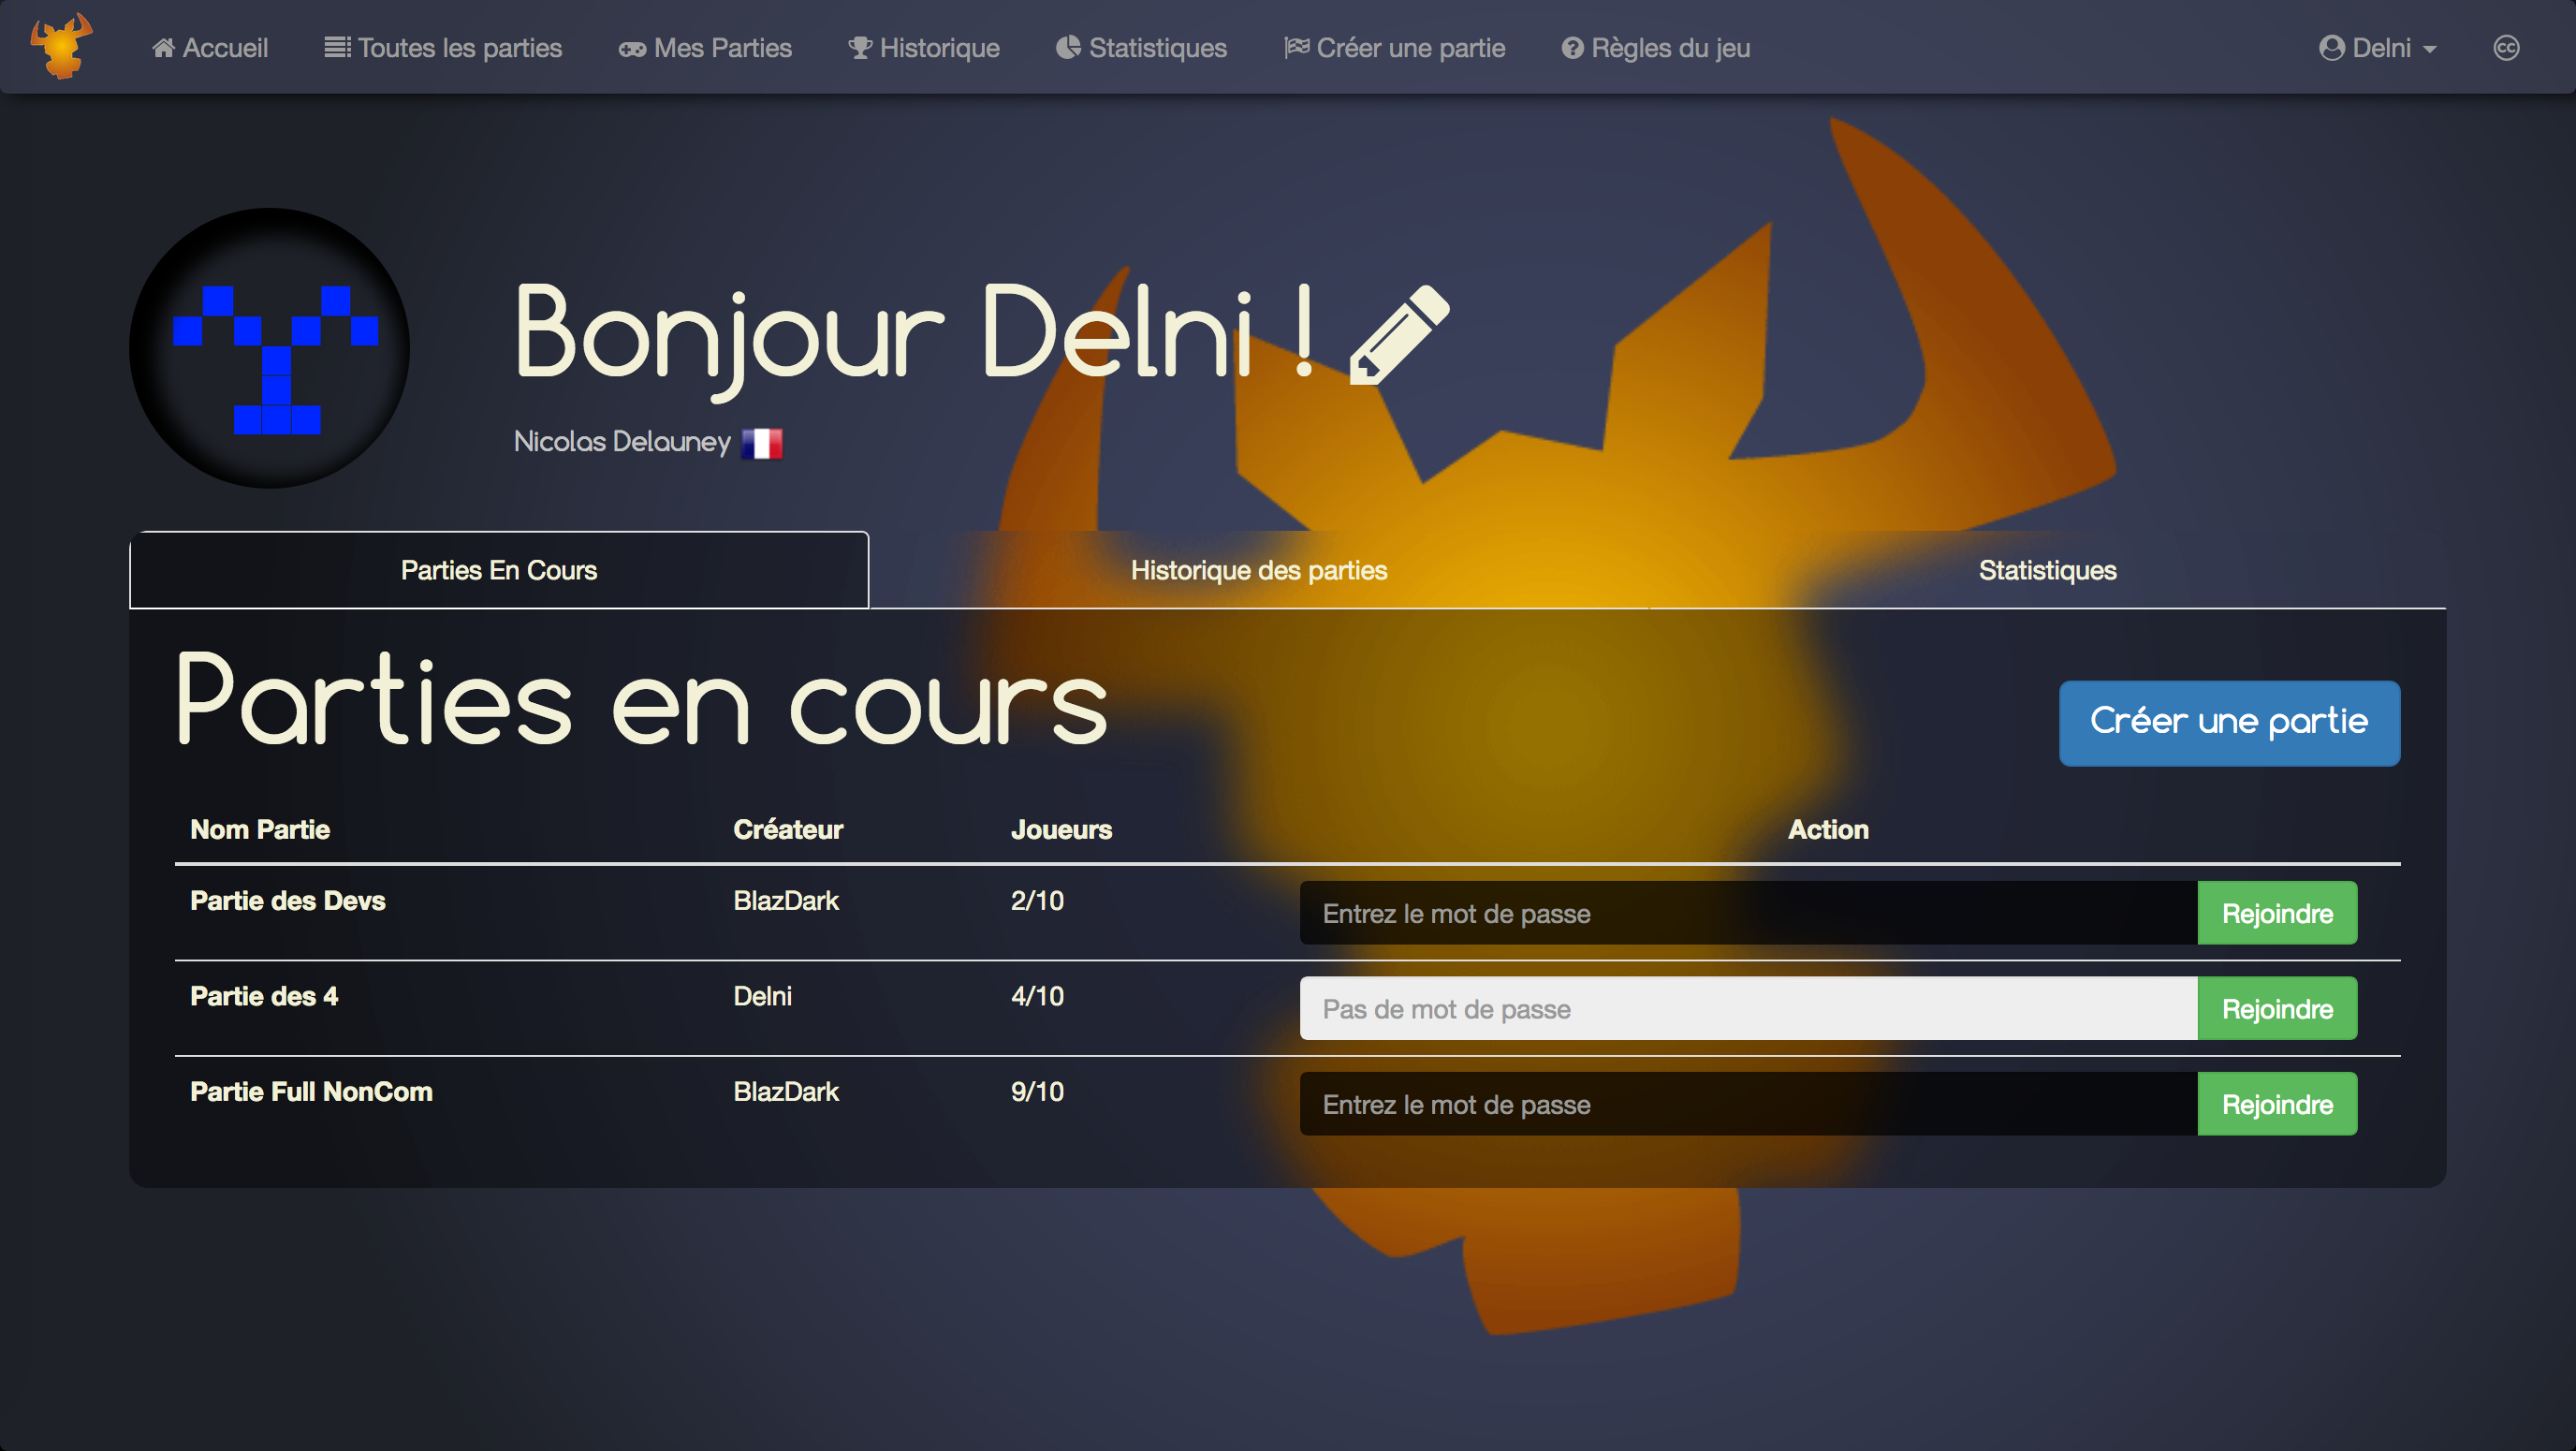 Accueil Toutes les parties Mes Parties Historique Statistiques Créer une partie Règles du jeu Delni cc
Bonjour Delni !
Nicolas Delauney
Parties En Cours Historique des parties Statistiques
Parties en cours Créer une partie
Nom Partie Créateur Joueurs Action
Partie des Devs BlazDark 2/10 Entrez le mot de passe Rejoindre
Partie des 4 Delni 4/10 Pas de mot de passe Rejoindre
Partie Full NonCom BlazDark 9/10 Entrez le mot de passe Rejoindre